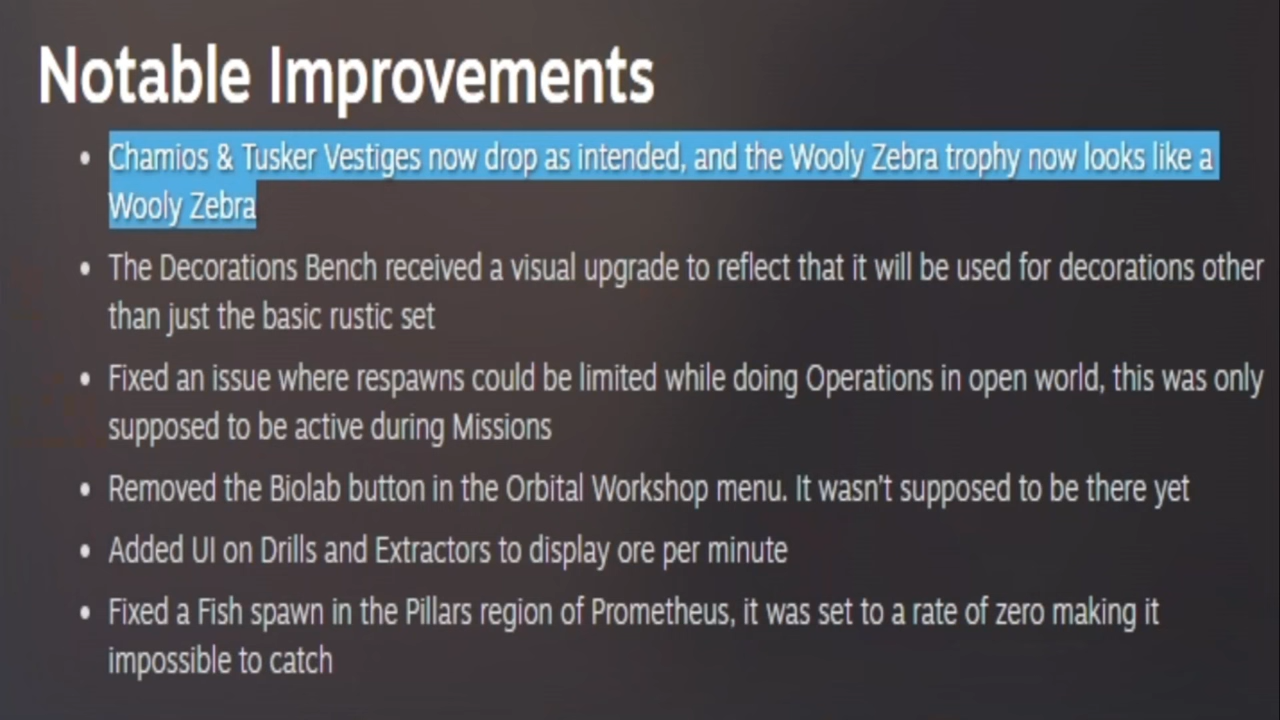 Notable Improvements
• Chamios & Tusker Vestiges now drop as intended, and the Wooly Zebra trophy now looks like a
Wooly Zebra
• The Decorations Bench received a visual upgrade to reflect that it will be used for decorations other
than just the basic rustic set
• Fixed an issue where respawns could be limited while doing Operations in open world, this was only
supposed to be active during Missions
• Removed the Biolab button in the Orbital Workshop menu. It wasn't supposed to be there yet
• Added UI on Drills and Extractors to display ore per minute
• Fixed a Fish spawn in the Pillars region of Prometheus, it was set to a rate of zero making it
impossible to catch